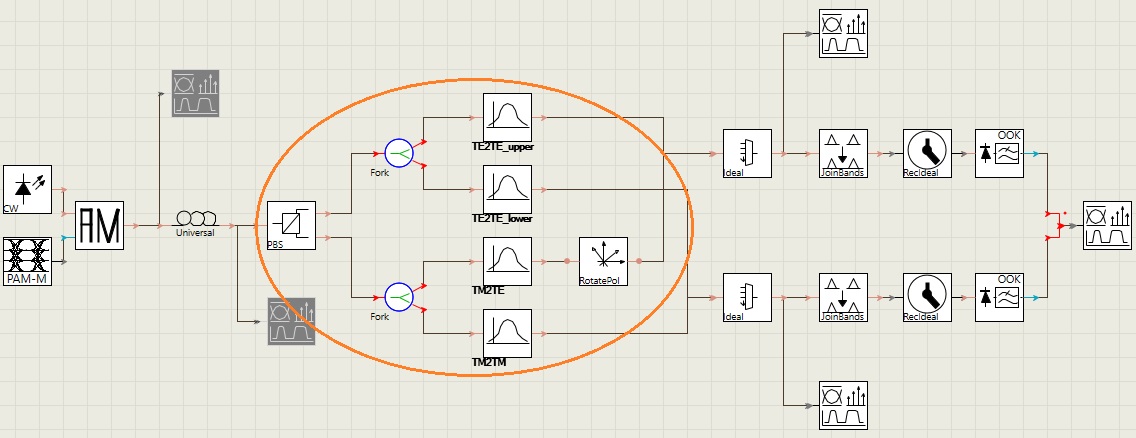 OOK
TE2TE_upper
Fork
Ideal
JoinBands
RecIdeal
CW
AM
TE2TE_lower
Universal
PBS
PAM-M
TM2TE
RotatePol
OOK
Fork
Ideal
JoinBands
RecIdeal
TM2TM